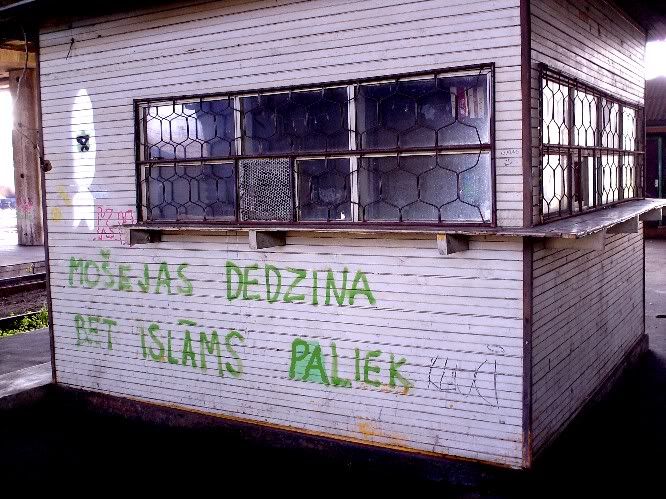 MOŠEJAS DEDZINA
BET ISLĀMS PALIEK